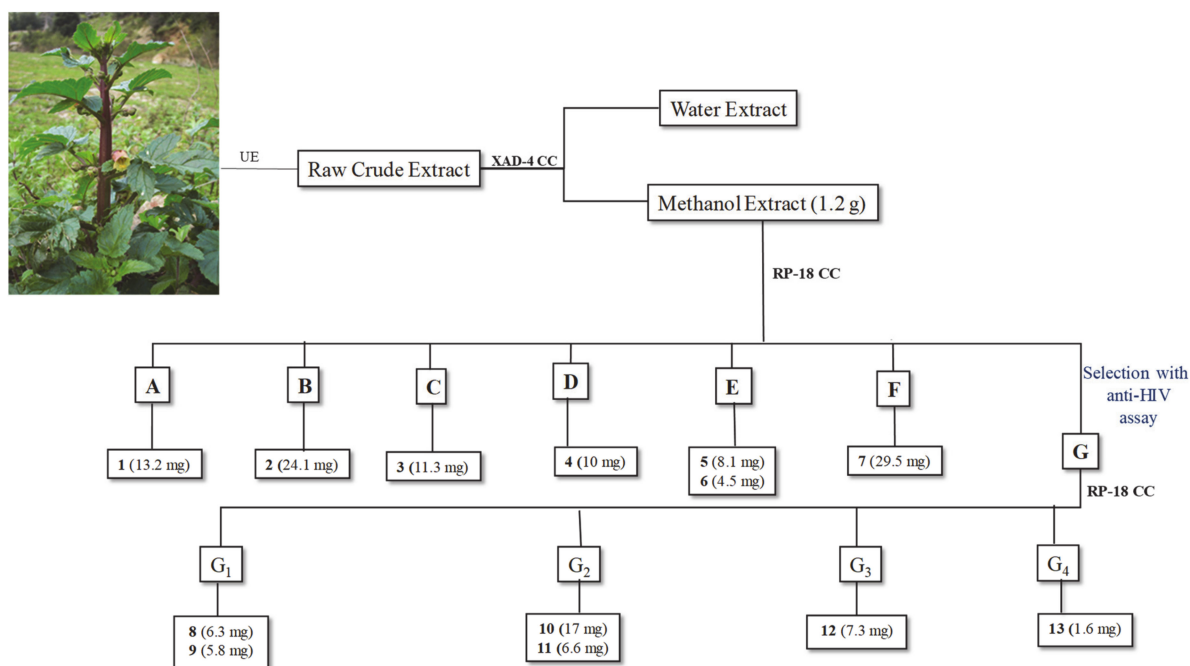 Water Extract
UE
Raw Crude Extract
XAD-4 CC
Methanol Extract (1.2 g)
RP-18 CC
A
B
C
D
E
F
Selection with
anti-HIV
assay
G
1 (13.2 mg)
2 (24.1 mg)
3 (11.3 mg)
4 (10 mg)
5 (8.1 mg)
6 (4.5 mg)
7 (29.5 mg)
RP-18 CC
G₁
G₂
G₃
G₄
8 (6.3 mg)
9 (5.8 mg)
10 (17 mg)
11 (6.6 mg)
12 (7.3 mg)
13 (1.6 mg)